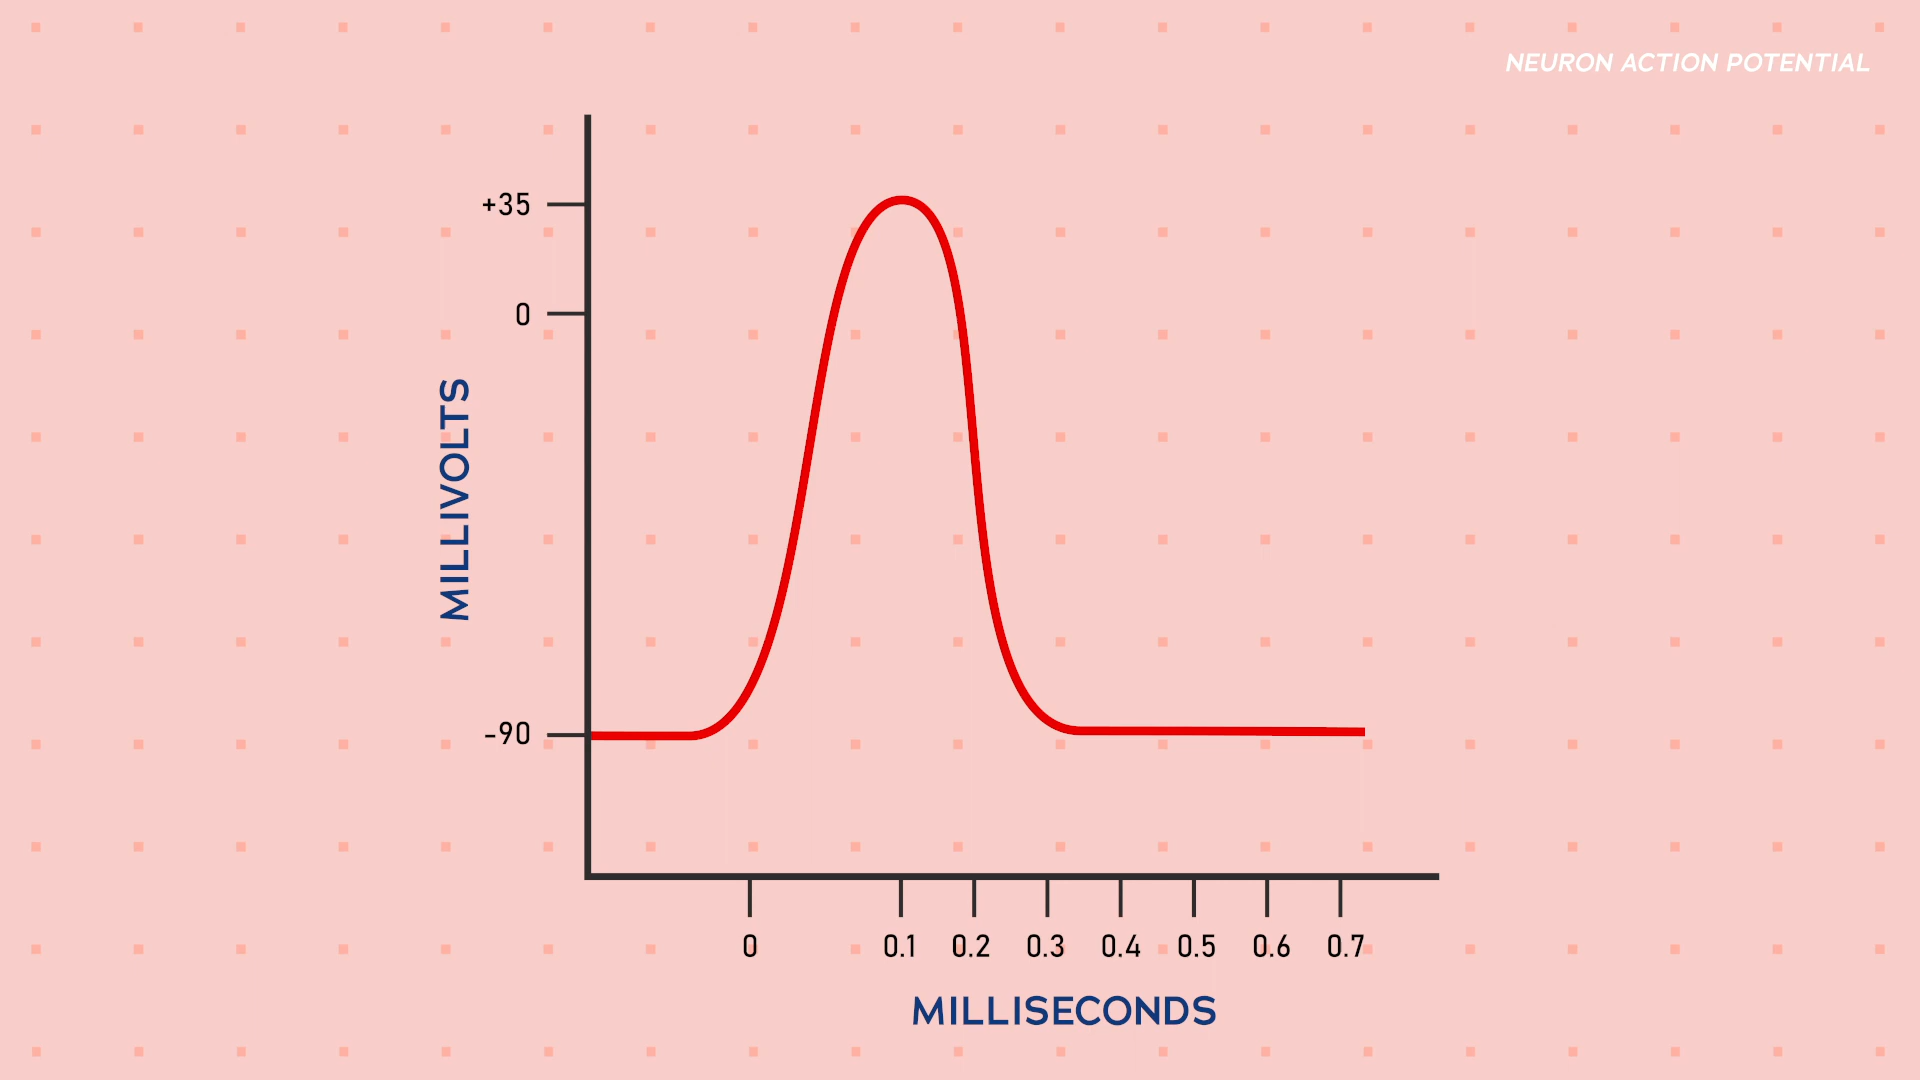 NEURON ACTION POTENTIAL
+35
0
-90
MILLIVOLTS
0 0.1 0.2 0.3 0.4 0.5 0.6 0.7
MILLISECONDS